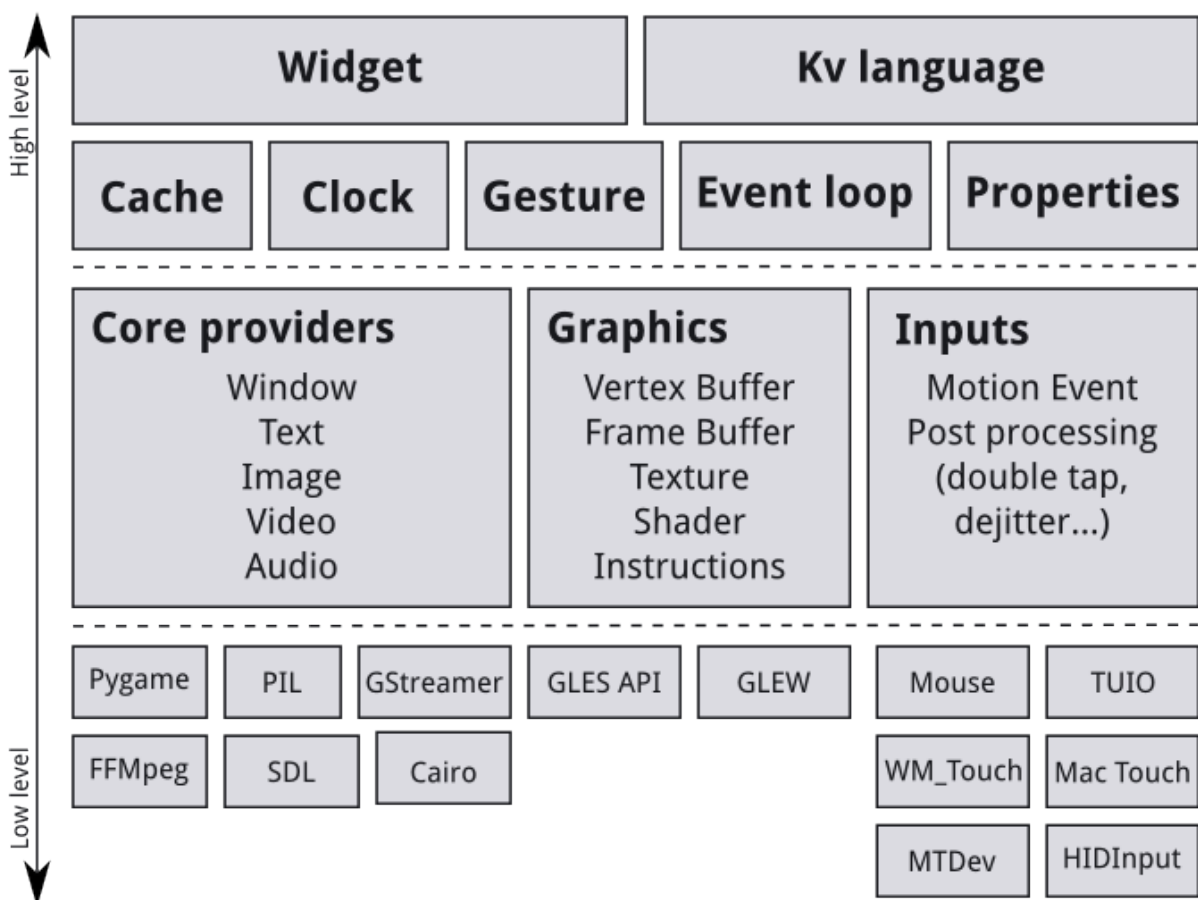 High level
Widget
Kv language
Cache
Clock
Gesture
Event loop
Properties
Core providers
Window
Text
Image
Video
Audio
Graphics
Vertex Buffer
Frame Buffer
Texture
Shader
Instructions
Inputs
Motion Event
Post processing
(double tap,
dejitter...)
Low level
Pygame
PIL
GStreamer
GLES API
GLEW
Mouse
TUIO
FFMpeg
SDL
Cairo
WM_Touch
Mac Touch
MTDev
HIDInput